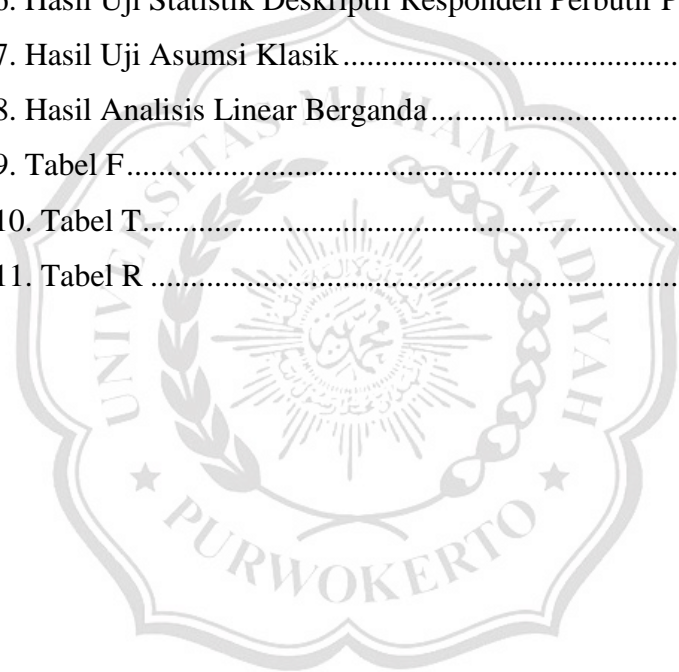 6. Hasil Uji Statistik Deskriptif Responden Perbutir P
7. Hasil Uji Asumsi Klasik.....................................................
8. Hasil Analisis Linear Berganda........................................
9. Tabel F.............................................................................
10. Tabel T...........................................................................
11. Tabel R ..........................................................................
UNIVERSITAS MUHAMMADIYAH
PURWOKERTO